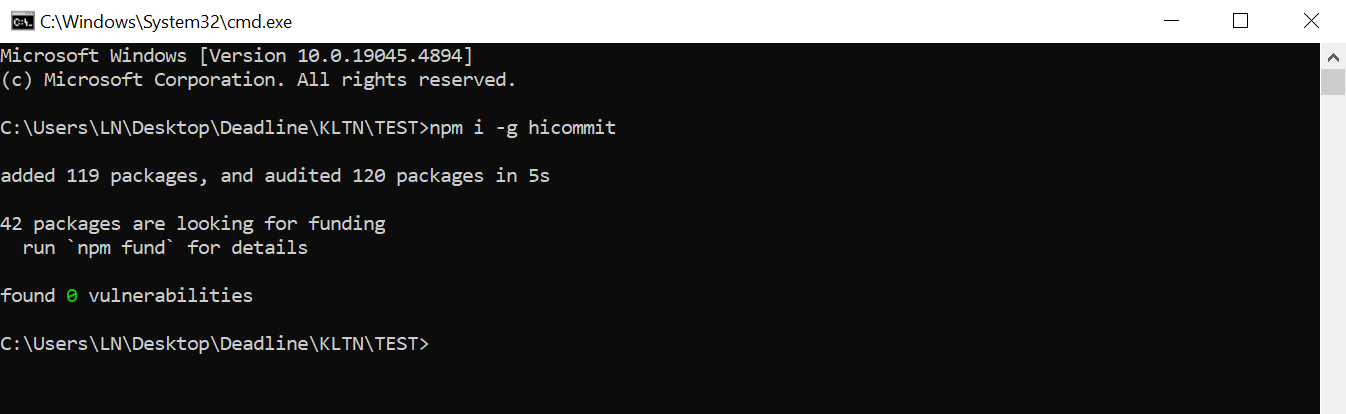 C:\Windows\System32\cmd.exe
Microsoft Windows [Version 10.0.19045.4894]
(c) Microsoft Corporation. All rights reserved.
C:\Users\LN\Desktop\Deadline\KLTN\TEST>npm i -g hicommit
added 119 packages, and audited 120 packages in 5s
42 packages are looking for funding
  run `npm fund` for details
found 0 vulnerabilities
C:\Users\LN\Desktop\Deadline\KLTN\TEST>